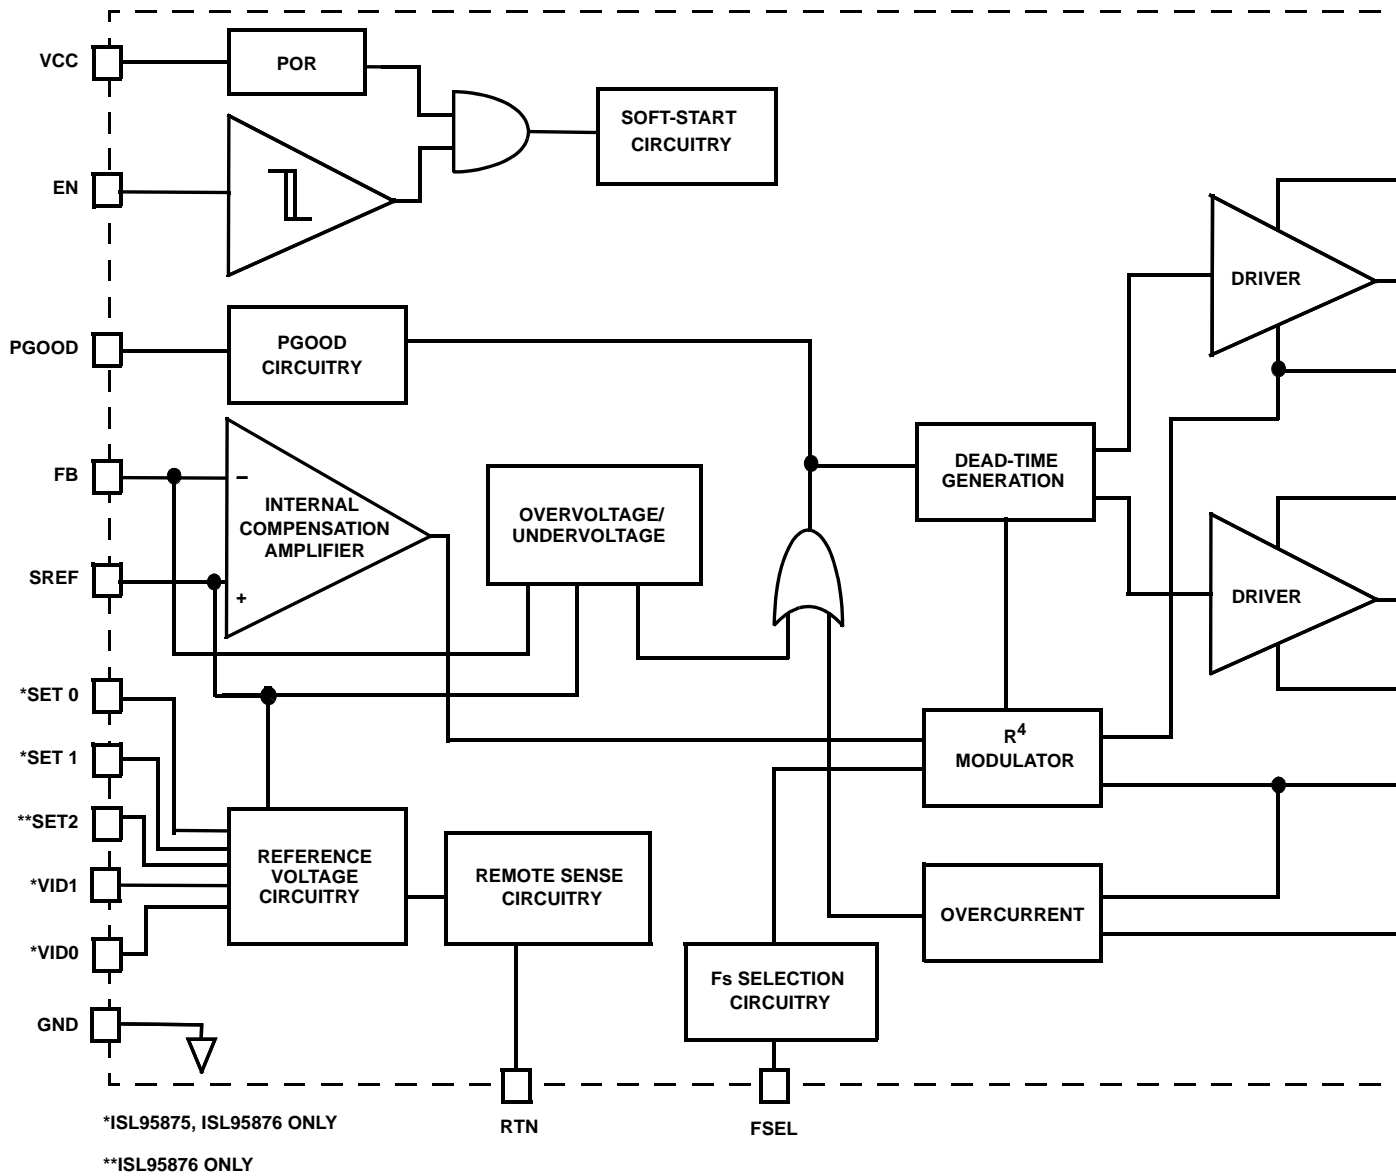 VCC
POR
SOFT-START
CIRCUITRY
EN
DRIVER
PGOOD
PGOOD
CIRCUITRY
FB
−
INTERNAL
COMPENSATION
AMPLIFIER
+
OVERVOLTAGE/
UNDERVOLTAGE
DEAD-TIME
GENERATION
SREF
DRIVER
*SET 0
*SET 1
**SET2
*VID1
*VID0
R4
MODULATOR
REFERENCE
VOLTAGE
CIRCUITRY
REMOTE SENSE
CIRCUITRY
OVERCURRENT
Fs SELECTION
CIRCUITRY
GND
RTN
FSEL
*ISL95875, ISL95876 ONLY
**ISL95876 ONLY